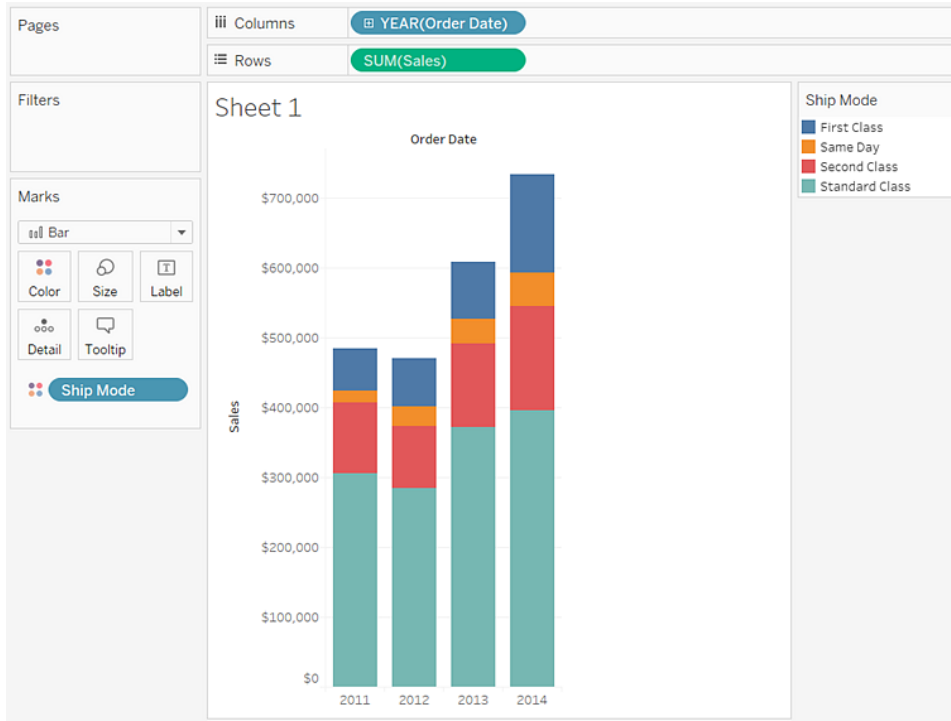 Pages
Columns
YEAR(Order Date)
Rows
SUM(Sales)
Filters
Marks
Bar
Color
Size
T
Label
Detail
Tooltip
Ship Mode
Sheet 1
Order Date
Sales
$700,000
$600,000
$500,000
$400,000
$300,000
$200,000
$100,000
$0
2011
2012
2013
2014
Ship Mode
First Class
Same Day
Second Class
Standard Class